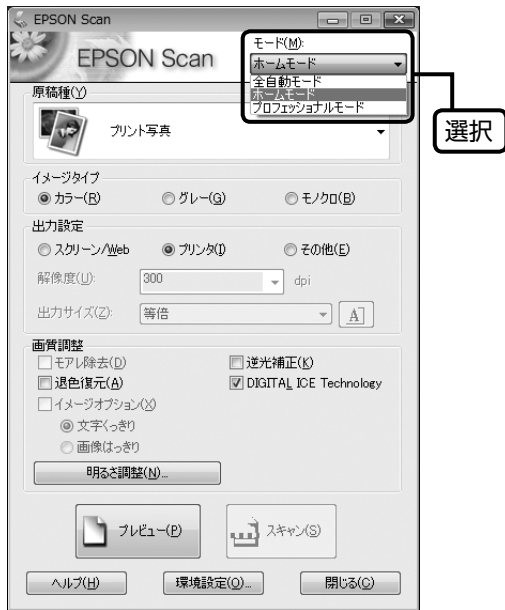 EPSON Scan
EPSON Scan
モード(M):
ホームモード
全自動モード
ホームモード
プロフェッショナルモード
選択
原稿種(Y)
プリント写真
イメージタイプ
カラー(R) グレー(G) モノクロ(B)
出力設定
スクリーン/Web プリンタ(I) その他(E)
解像度(U): 300 dpi
出力サイズ(Z): 等倍 A
画質調整
モアレ除去(D) 逆光補正(K)
退色復元(A) DIGITAL ICE Technology
イメージオプション(X)
文字くっきり
画像はっきり
明るさ調整(N)...
プレビュー(P) スキャン(S)
ヘルプ(H) 環境設定(O)... 閉じる(C)